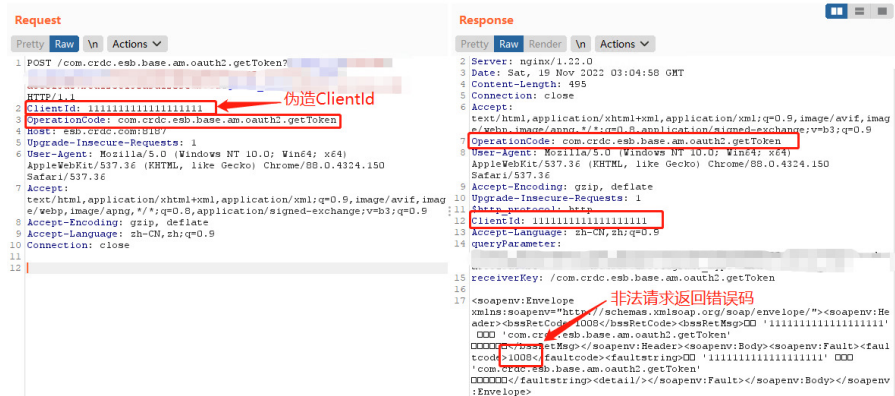 Request
Pretty Raw \n Actions
1 POST /com.crdc.esb.base.am.oauth2.getToken?
HTTP/1.1
2 ClientId: 1111111111111111111
伪造ClientId
3 OperationCode: com.crdc.esb.base.am.oauth2.getToken
4 Host: esb.crdc.com:8187
5 Upgrade-Insecure-Requests: 1
6 User-Agent: Mozilla/5.0 (Windows NT 10.0; Win64; x64)
AppleWebKit/537.36 (KHTML, like Gecko) Chrome/88.0.4324.150
Safari/537.36
7 Accept:
text/html,application/xhtml+xml,application/xml;q=0.9,image/avif,imag
e/webp,image/apng,*/*;q=0.8,application/signed-exchange;v=b3;q=0.9
8 Accept-Encoding: gzip, deflate
9 Accept-Language: zh-CN,zh;q=0.9
10 Connection: close
11
12
Response
Pretty Raw Render \n Actions
2 Server: nginx/1.22.0
3 Date: Sat, 19 Nov 2022 03:04:58 GMT
4 Content-Length: 495
5 Connection: close
6 Accept:
text/html,application/xhtml+xml,application/xml;q=0.9,image/avif,imag
e/webp,image/apng,*/*;q=0.8,application/signed-exchange;v=b3;q=0.9
7 OperationCode: com.crdc.esb.base.am.oauth2.getToken
8 User-Agent: Mozilla/5.0 (Windows NT 10.0; Win64; x64)
AppleWebKit/537.36 (KHTML, like Gecko) Chrome/88.0.4324.150
Safari/537.36
9 Accept-Encoding: gzip, deflate
10 Upgrade-Insecure-Requests: 1
11 $http_protocol: http
12 ClientId: 1111111111111111111
13 Accept-Language: zh-CN,zh;q=0.9
14 queryParameter:
15 receiverKey: /com.crdc.esb.base.am.oauth2.getToken
16
非法请求返回错误码
17 <soapenv:Envelope
xmlns:soapenv="http://schemas.xmlsoap.org/soap/envelope/"><soapenv:He
ader><bssRetCode>1008</bssRetCode><bssRetMsg>□□ '1111111111111111111'
□□□ 'com.crdc.esb.base.am.oauth2.getToken'
□□□□□□</bssRetMsg></soapenv:Header><soapenv:Body><soapenv:Fault><faul
tcode>1008</faultcode><faultstring>□□ '1111111111111111111' □□□
'com.crdc.esb.base.am.oauth2.getToken'
□□□□□□</faultstring><detail/></soapenv:Fault></soapenv:Body></soapenv
:Envelope>